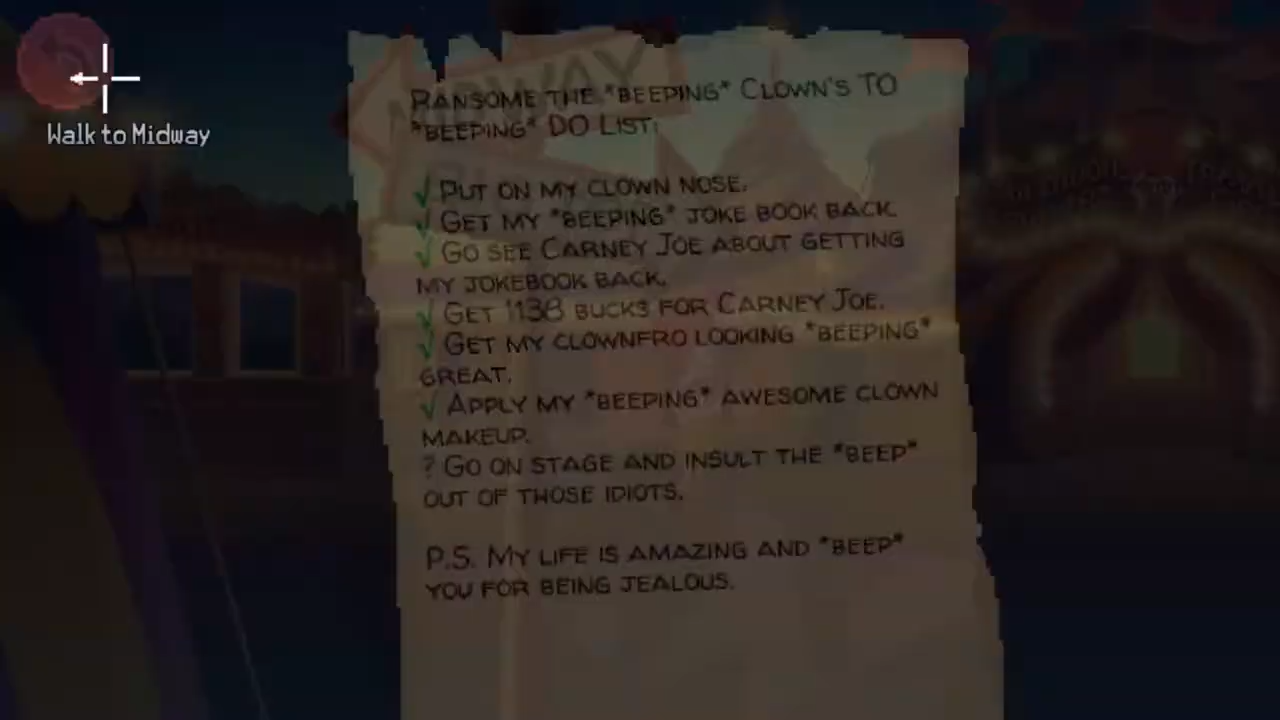 MIDWAY
Walk to Midway
RANSOME THE *BEEPING* CLOWN'S TO
*BEEPING* DO LIST:
√ PUT ON MY CLOWN NOSE.
√ GET MY *BEEPING* JOKE BOOK BACK.
√ GO SEE CARNEY JOE ABOUT GETTING
MY JOKEBOOK BACK.
√ GET 1138 BUCKS FOR CARNEY JOE.
√ GET MY CLOWNFRO LOOKING *BEEPING*
GREAT.
√ APPLY MY *BEEPING* AWESOME CLOWN
MAKEUP.
? GO ON STAGE AND INSULT THE *BEEP*
OUT OF THOSE IDIOTS.
P.S. MY LIFE IS AMAZING AND *BEEP*
YOU FOR BEING JEALOUS.